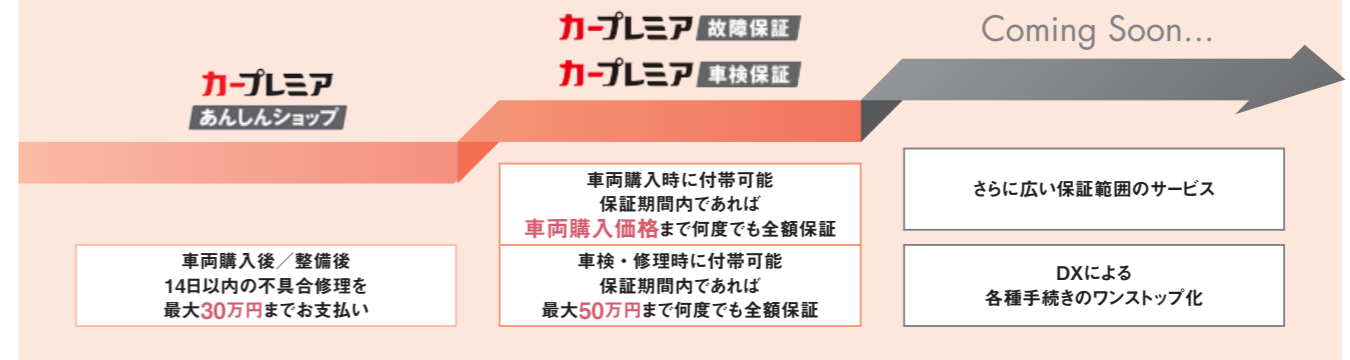 カープレミア
あんしんショップ
車両購入後／整備後
14日以内の不具合修理を
最大30万円までお支払い
カープレミア 故障保証
カープレミア 車検保証
車両購入時に付帯可能
保証期間内であれば
車両購入価格まで何度でも全額保証
車検・修理時に付帯可能
保証期間内であれば
最大50万円まで何度でも全額保証
Coming Soon...
さらに広い保証範囲のサービス
DXによる
各種手続きのワンストップ化